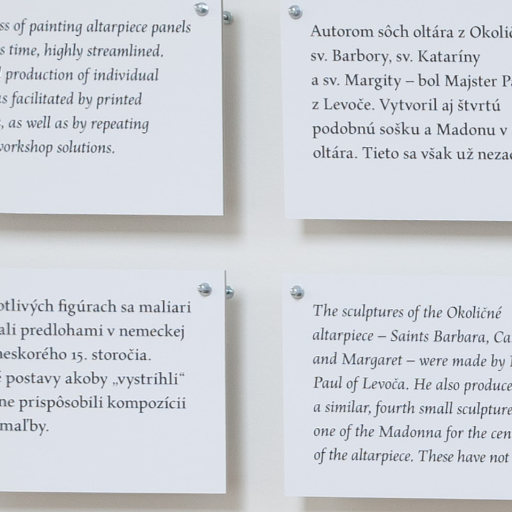 ss of painting altarpiece panels
s time, highly streamlined.
production of individual
s facilitated by printed
, as well as by repeating
workshop solutions.
Autorom sôch oltára z Okolič
sv. Barbory, sv. Kataríny
a sv. Margity – bol Majster P
z Levoče. Vytvoril aj štvrtú
podobnú sošku a Madonu v
oltára. Tieto sa však už neza
otlivých figúrach sa maliari
ali predlohami v nemeckej
neskorého 15. storočia.
postavy akoby „vystrihli“
ne prispôsobili kompozícii
maľby.
The sculptures of the Okoličné
altarpiece – Saints Barbara, Ca
and Margaret – were made by
Paul of Levoča. He also produce
a similar, fourth small sculpture
one of the Madonna for the cen
of the altarpiece. These have not